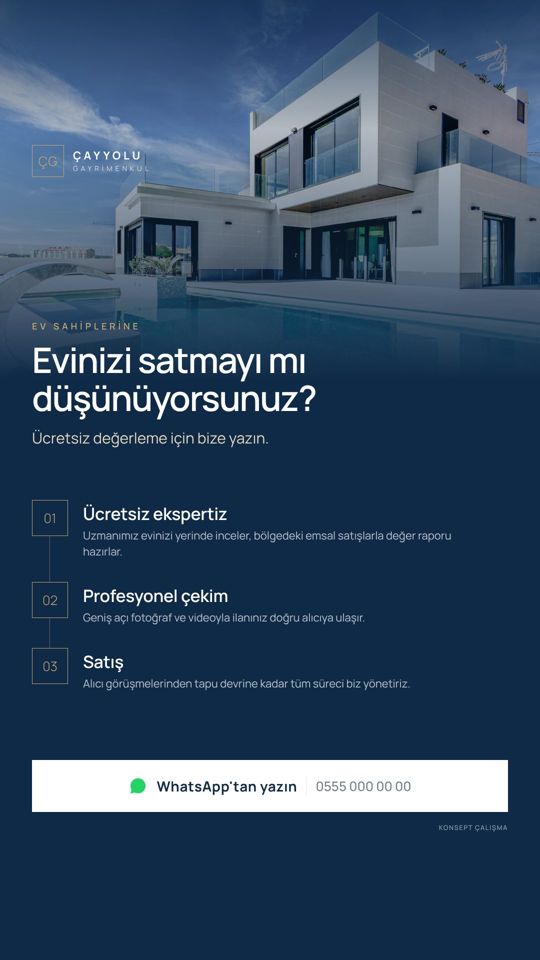 ÇG
ÇAYYOLU
GAYRİMENKUL
EV SAHİPLERİNE
Evinizi satmayı mı
düşünüyorsunuz?
Ücretsiz değerleme için bize yazın.
01
Ücretsiz ekspertiz
Uzmanımız evinizi yerinde inceler, bölgedeki emsal satışlarla değer raporu
hazırlar.
02
Profesyonel çekim
Geniş açı fotoğraf ve videoyla ilanınız doğru alıcıya ulaşır.
03
Satış
Alıcı görüşmelerinden tapu devrine kadar tüm süreci biz yönetiriz.
WhatsApp'tan yazın 0555 000 00 00
KONSEPT ÇALIŞMA